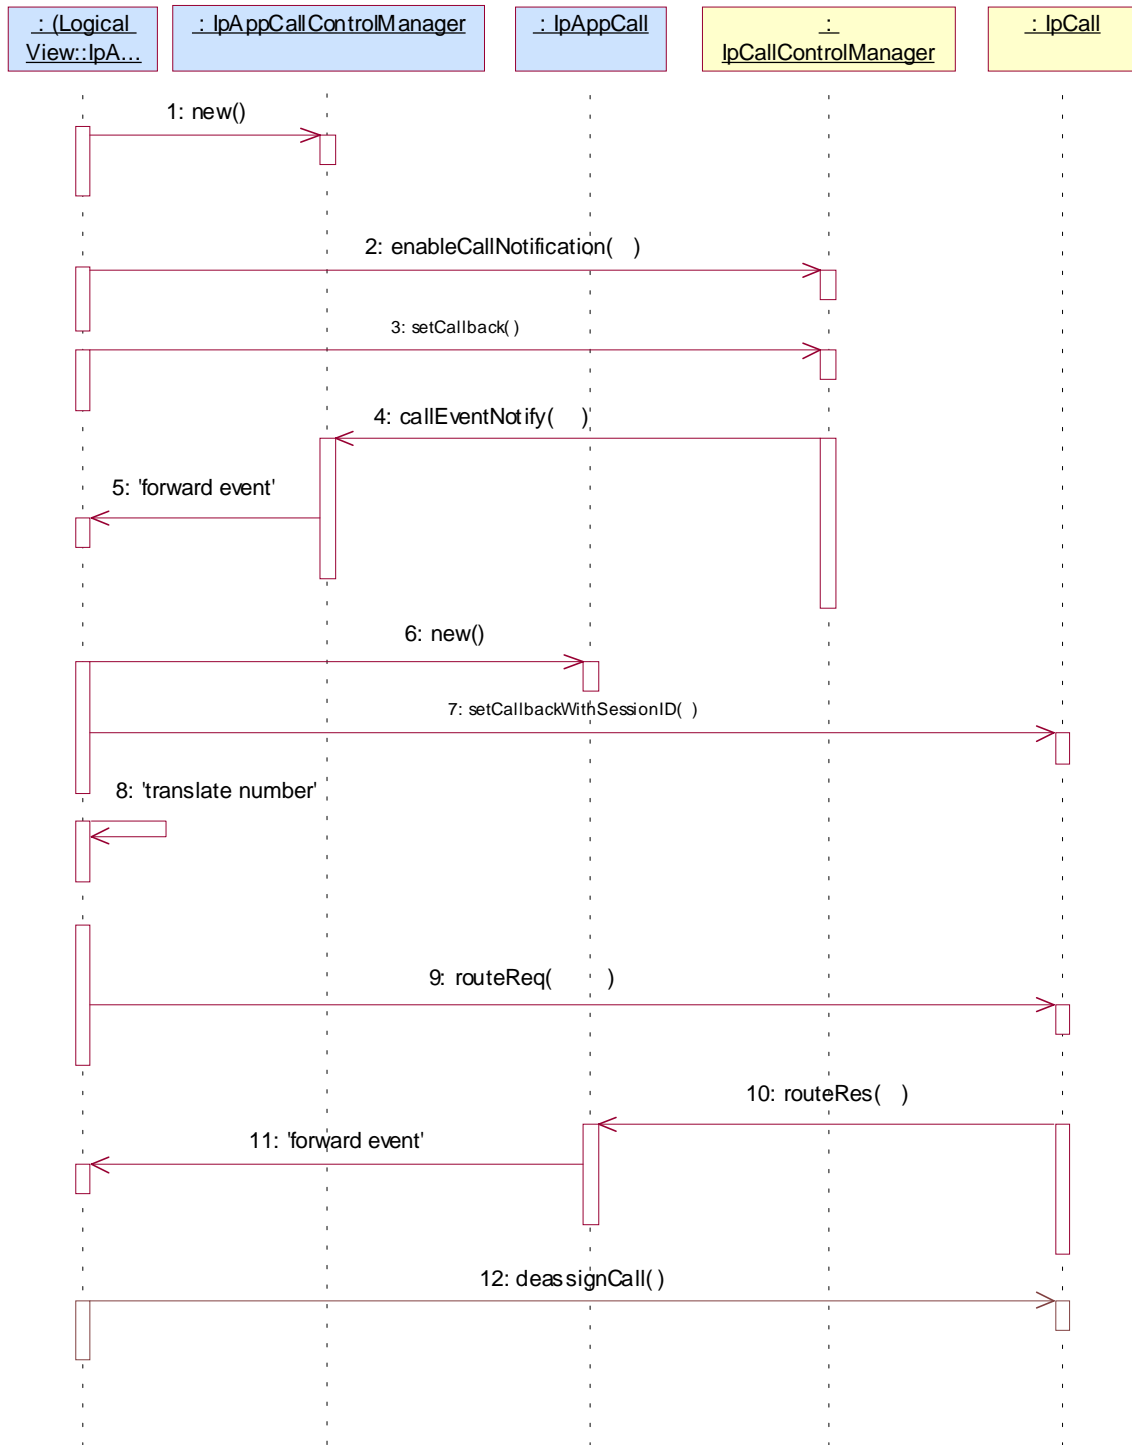 : (Logical
View::IpA...
: IpAppCallControlManager
: IpAppCall
:
IpCallControlManager
: IpCall
1: new()
2: enableCallNotification( )
3: setCallback( )
4: callEventNotify( )
5: 'forward event'
6: new()
7: setCallbackWithSessionID( )
8: 'translate number'
9: routeReq( )
10: routeRes( )
11: 'forward event'
12: deassignCall( )